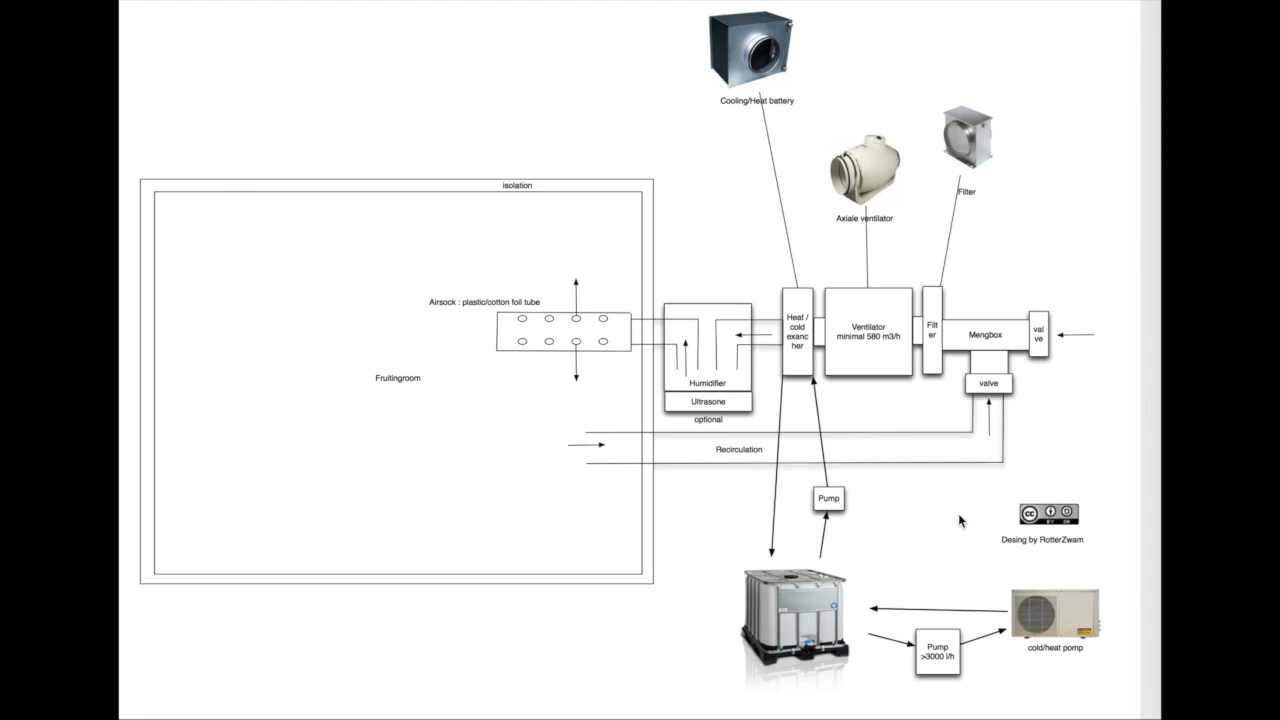 Cooling/Heat battery
Axiale ventilator
Filter
isolation
Airsock : plastic/cotton foil tube
Fruitingroom
Humidifier
Ultrasone
optional
Heat /
cold
exanc
her
Ventilator
minimal 580 m3/h
Filt
er
Mengbox
val
ve
valve
Recirculation
Pump
CC
BY
Desing by RotterZwam
Pump
>3000 l/h
cold/heat pomp